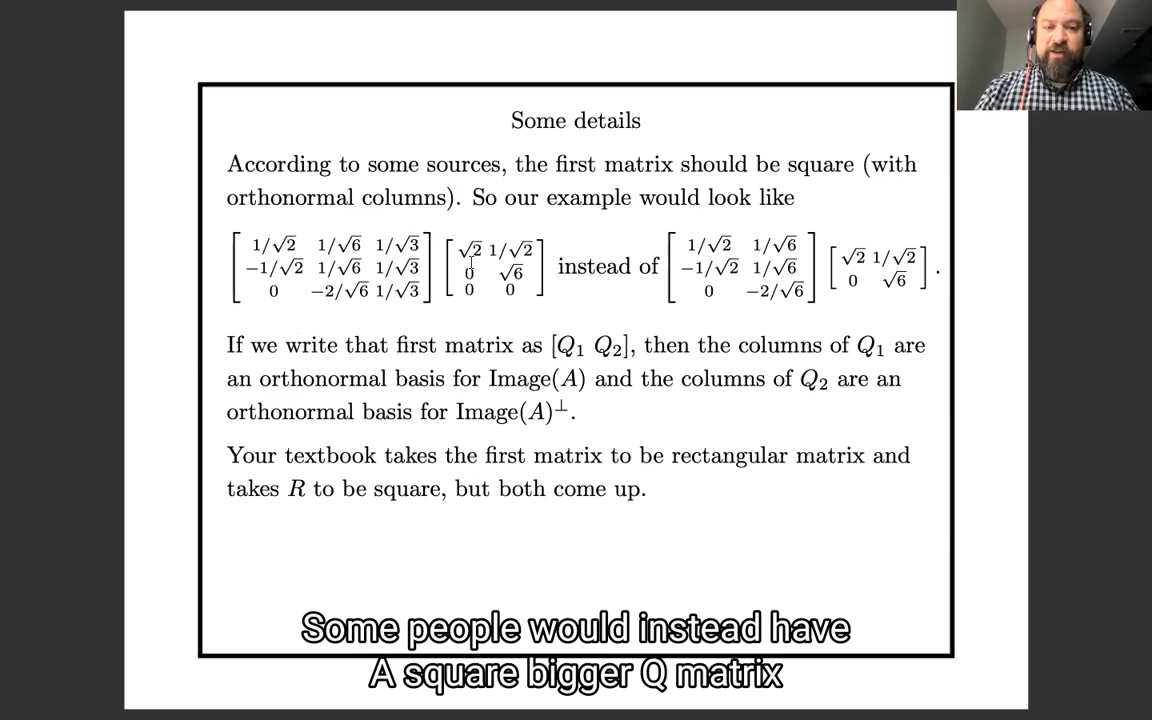 Some details
According to some sources, the first matrix should be square (with
orthonormal columns). So our example would look like
[1/√2 1/√6 1/√3; −1/√2 1/√6 1/√3; 0 −2/√6 1/√3] [√2 1/√2; 0 √6; 0 0] instead of [1/√2 1/√6; −1/√2 1/√6; 0 −2/√6] [√2 1/√2; 0 √6].
If we write that first matrix as [Q₁ Q₂], then the columns of Q₁ are
an orthonormal basis for Image(A) and the columns of Q₂ are an
orthonormal basis for Image(A)⊥.
Your textbook takes the first matrix to be rectangular matrix and
takes R to be square, but both come up.
Some people would instead have
A square bigger Q matrix